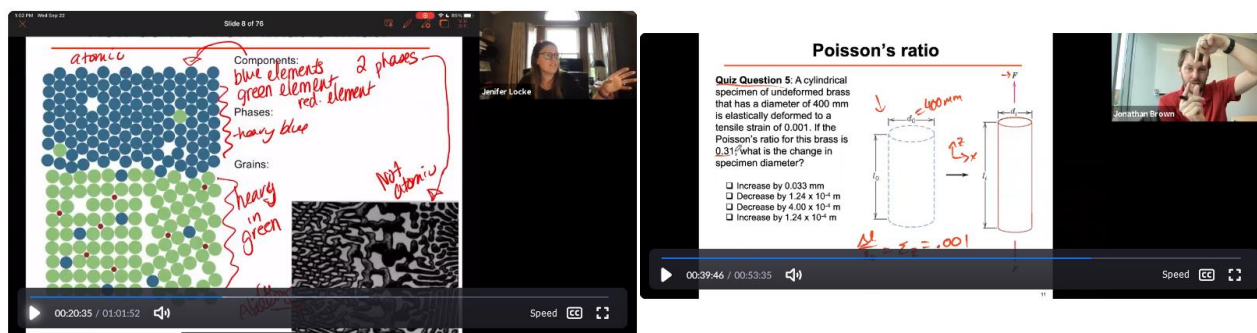 1:02 PM Wed Sep 22
Slide 8 of 76
85%
atomic
Components:
blue elements
green element
red. element
2 phases
Phases:
heavy blue
Grains:
heavy
in
green
Not
atomic
Jenifer Locke
00:20:35 / 01:01:52
Speed
CC
Poisson's ratio
Quiz Question 5: A cylindrical
specimen of undeformed brass
that has a diameter of 400 mm
is elastically deformed to a
tensile strain of 0.001. If the
Poisson's ratio for this brass is
0.31, what is the change in
specimen diameter?
Increase by 0.033 mm
Decrease by 1.24 x 10⁻⁴ m
Decrease by 4.00 x 10⁻⁴ m
Increase by 1.24 x 10⁻⁴ m
= 400mm
d₀
l₀
z
x
F
dᵢ
lᵢ
= Σz = .001
Jonathan Brown
00:39:46 / 00:53:35
Speed
CC
11